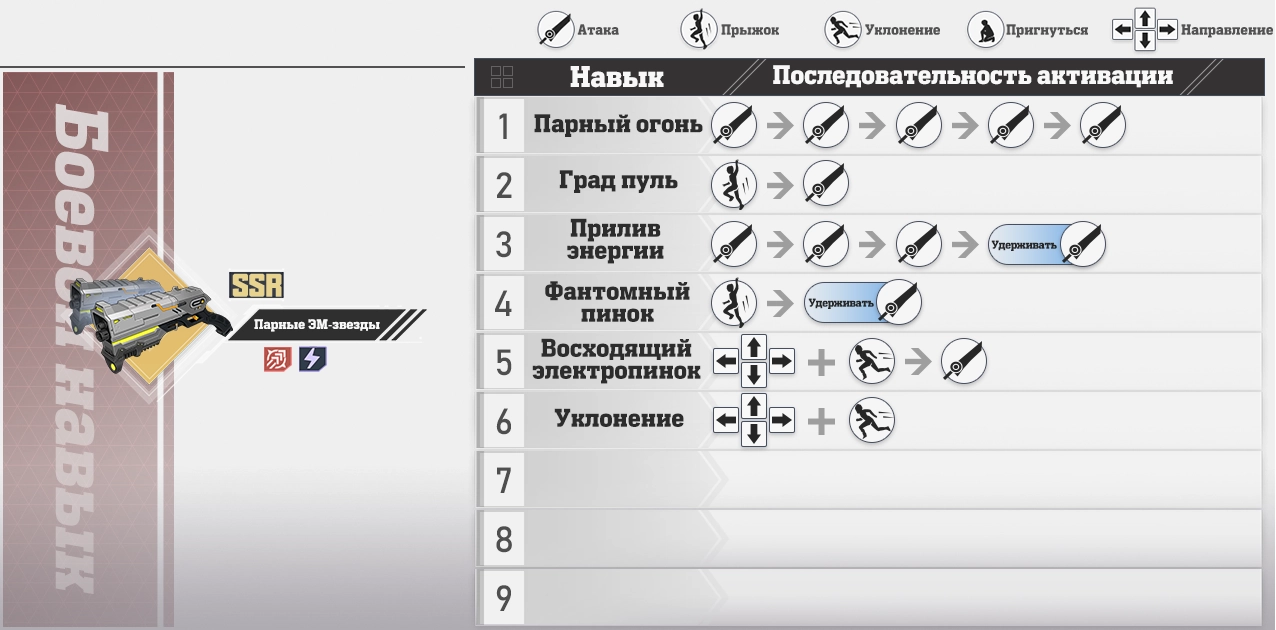 Атака
Прыжок
Уклонение
Пригнуться
Направление
Навык
Последовательность активации
Боевой навык
SSR
Парные ЭМ-звезды
1
Парный огонь
2
Град пуль
3
Прилив
энергии
Удерживать
4
Фантомный
пинок
Удерживать
5
Восходящий
электропинок
6
Уклонение
7
8
9